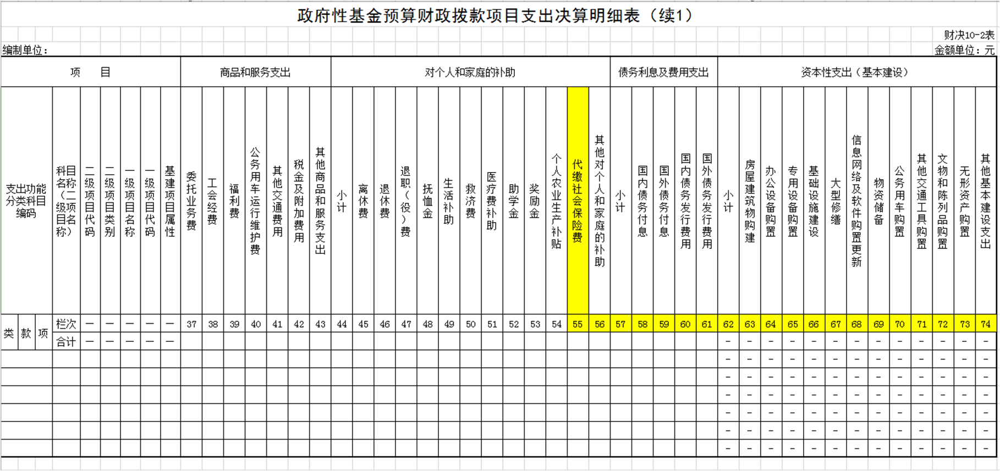 政府性基金预算财政拨款项目支出决算明细表（续1）
财决10-2表
编制单位：
金额单位：元
项 目
商品和服务支出
对个人和家庭的补助
债务利息及费用支出
资本性支出（基本建设）
支出功能分类科目编码
科目名称（二级项目名称）
二级项目代码
二级项目类别
一级项目名称
一级项目代码
基建项目属性
委托业务费
工会经费
福利费
公务用车运行维护费
其他交通费用
税金及附加费用
其他商品和服务支出
小计
离休费
退休费
退职（役）费
抚恤金
生活补助
救济费
医疗费补助
助学金
奖励金
个人农业生产补贴
代缴社会保险费
其他对个人和家庭的补助
小计
国内债务付息
国外债务付息
国内债务发行费用
国外债务发行费用
小计
房屋建筑物购建
办公设备购置
专用设备购置
基础设施建设
大型修缮
信息网络及软件购置更新
物资储备
公务用车购置
其他交通工具购置
文物和陈列品购置
无形资产购置
其他基本建设支出
类 款 项
栏次 — — — — — 37 38 39 40 41 42 43 44 45 46 47 48 49 50 51 52 53 54 55 56 57 58 59 60 61 62 63 64 65 66 67 68 69 70 71 72 73 74
合计 — — — — — - - - - - - - - - - - - -
- - - - - - - - - - - - -
- - - - - - - - - - - - -
- - - - - - - - - - - - -
- - - - - - - - - - - - -
- - - - - - - - - - - - -
- - - - - - - - - - - - -